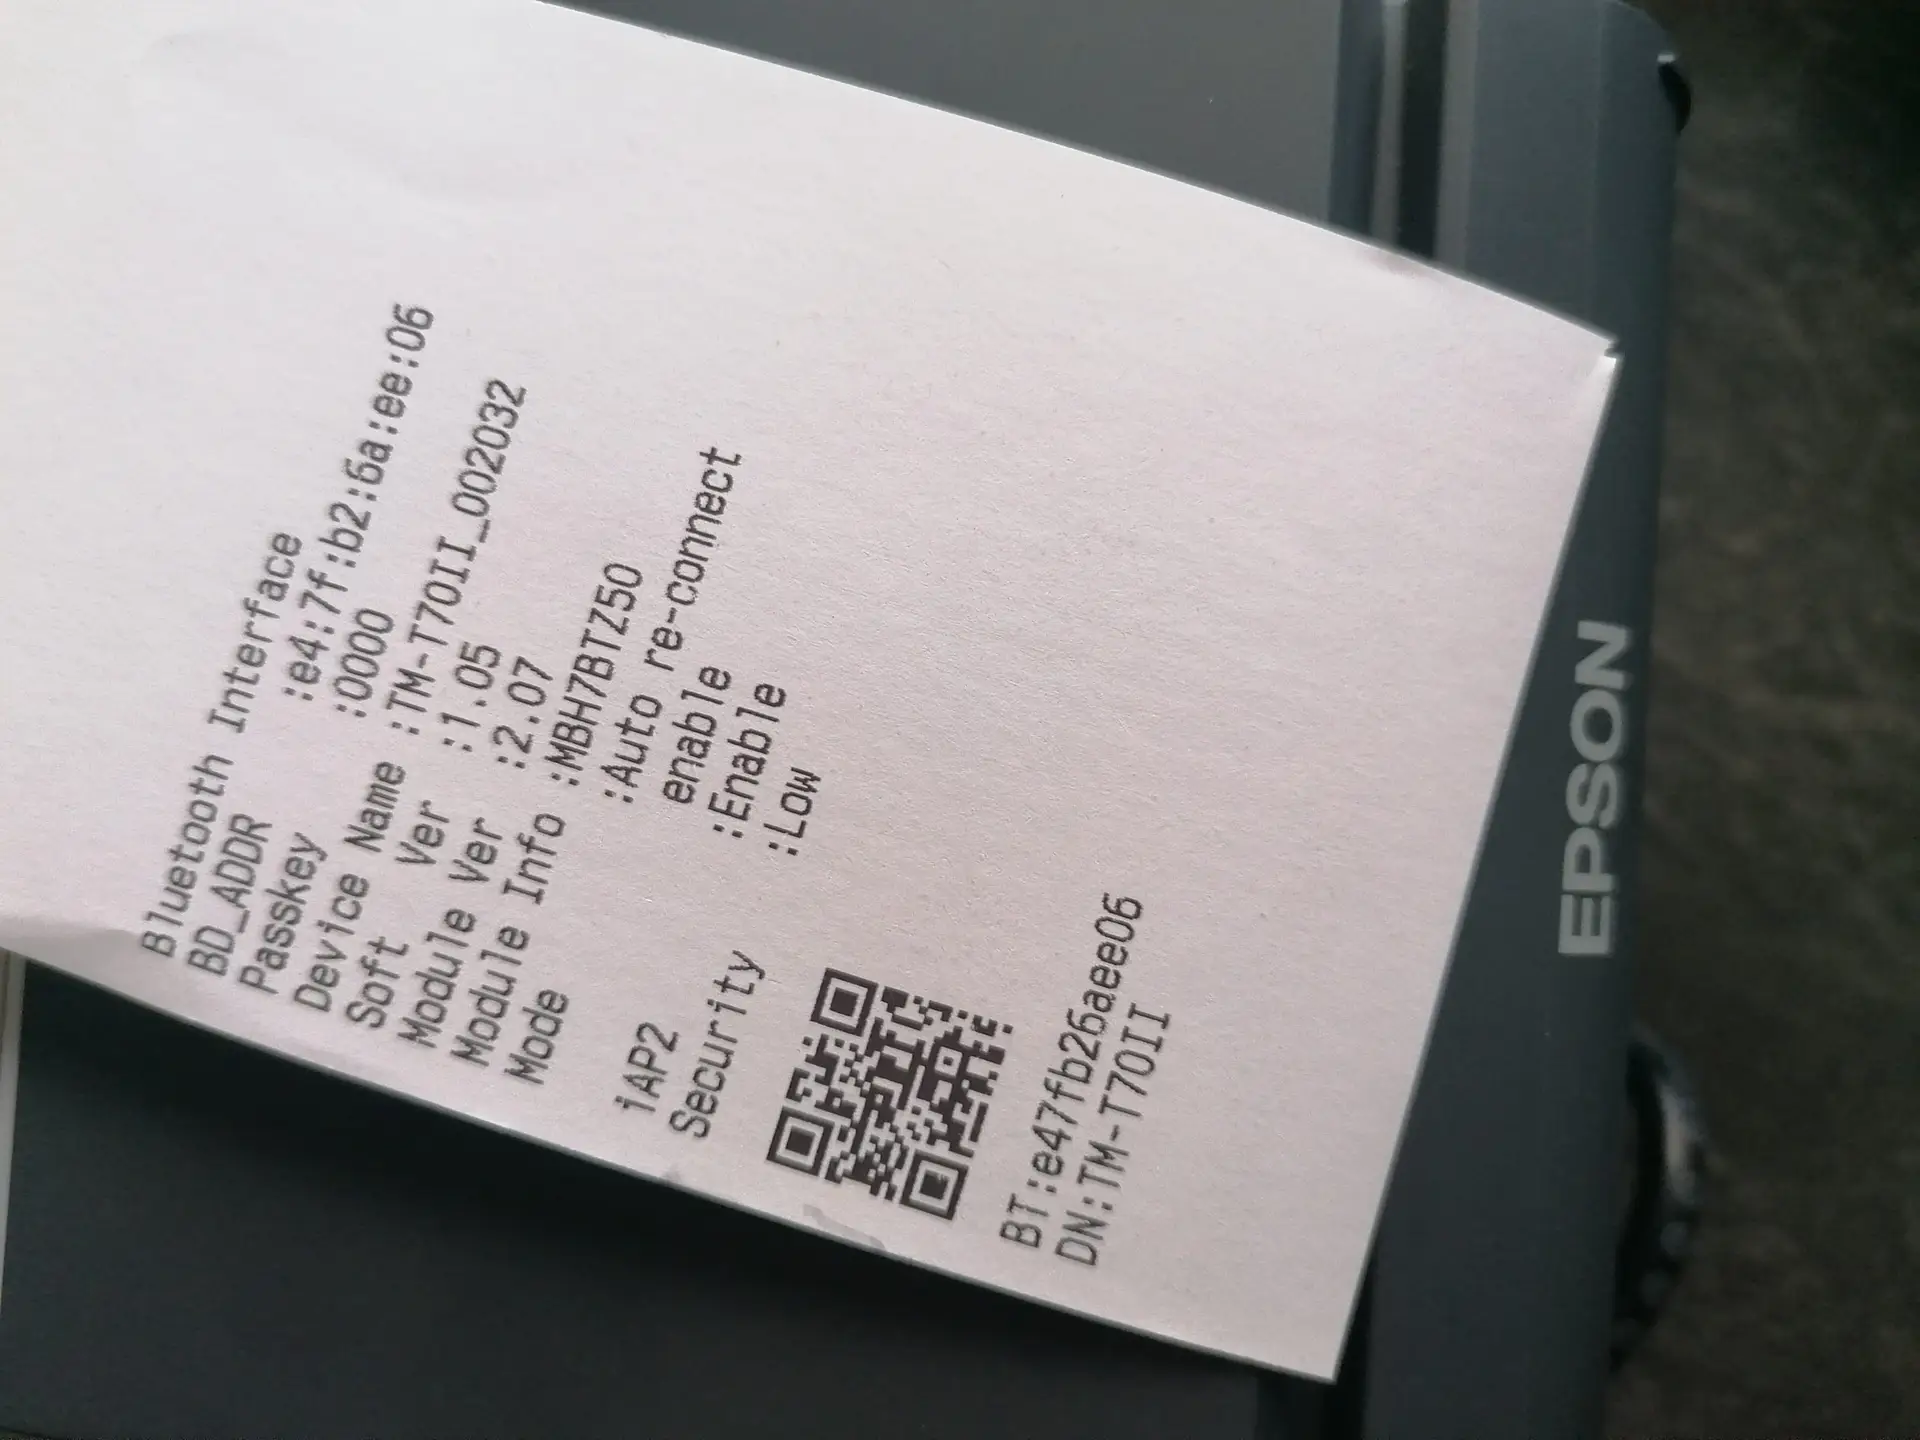 Bluetooth Interface
BD_ADDR :e4:7f:b2:6a:ee:06
Passkey :0000
Device Name :TM-T70II_002032
Soft Ver :1.05
Module Ver :2.07
Module Info :MBH7BTZ50
Mode :Auto re-connect
enable
iAP2 :Enable
Security :Low
BT:e47fb26aee06
DN:TM-T70II
EPSON